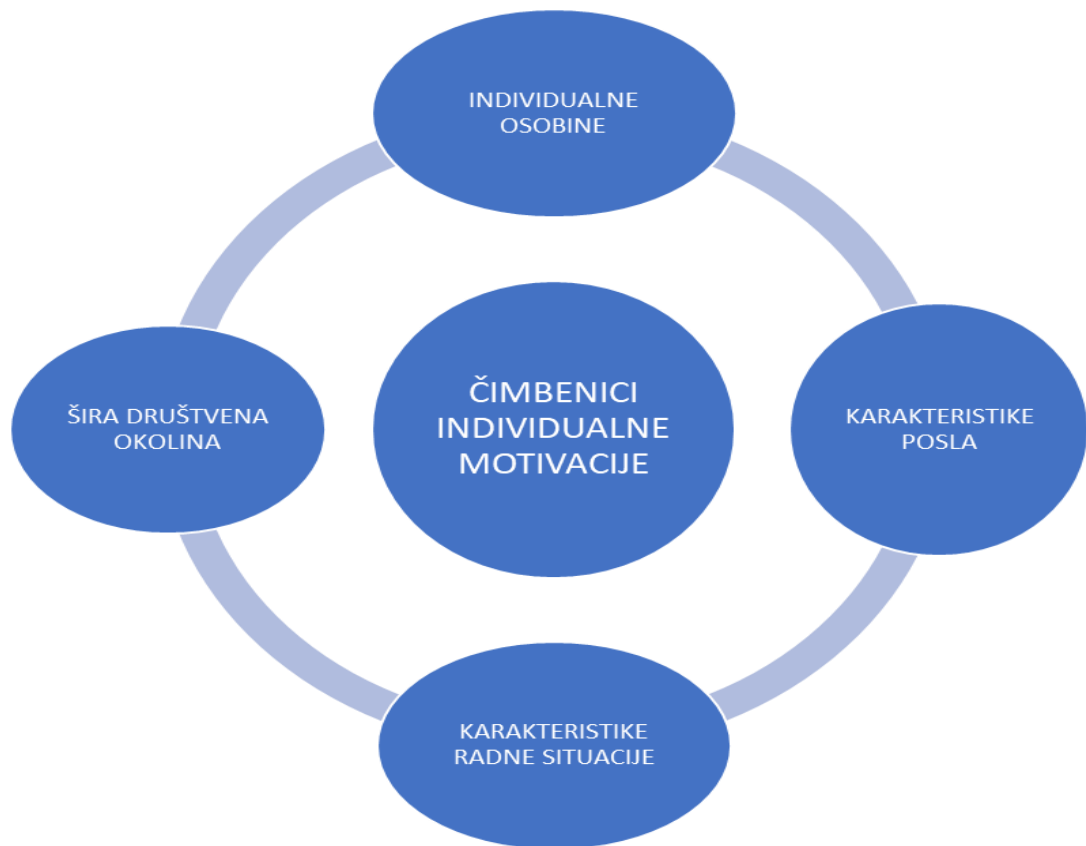 INDIVIDUALNE
OSOBINE
ČIMBENICI
INDIVIDUALNE
MOTIVACIJE
ŠIRA DRUŠTVENA
OKOLINA
KARAKTERISTIKE
POSLA
KARAKTERISTIKE
RADNE SITUACIJE